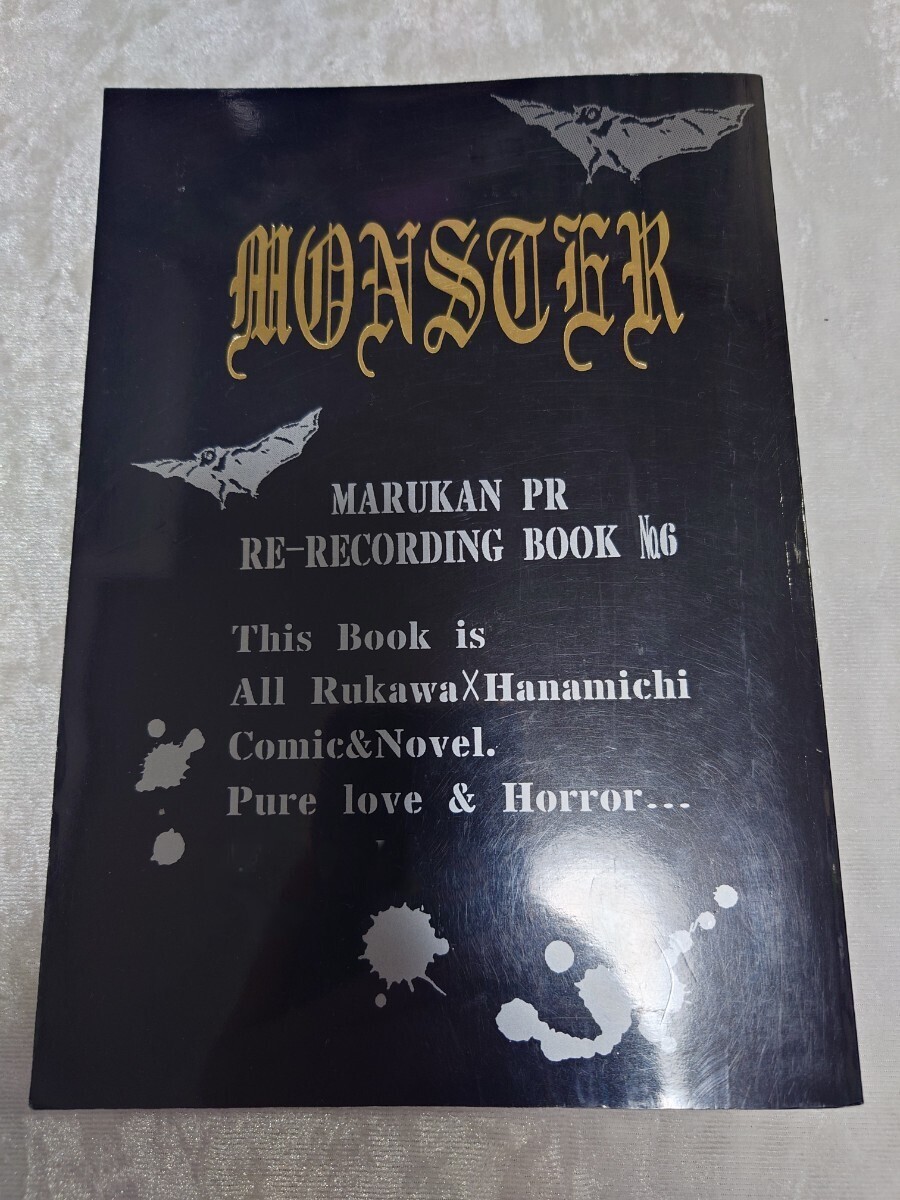 MONSTER
MARUKAN PR
RE-RECORDING BOOK №6
This Book is
All Rukawa×Hanamichi
Comic&Novel.
Pure love & Horror...